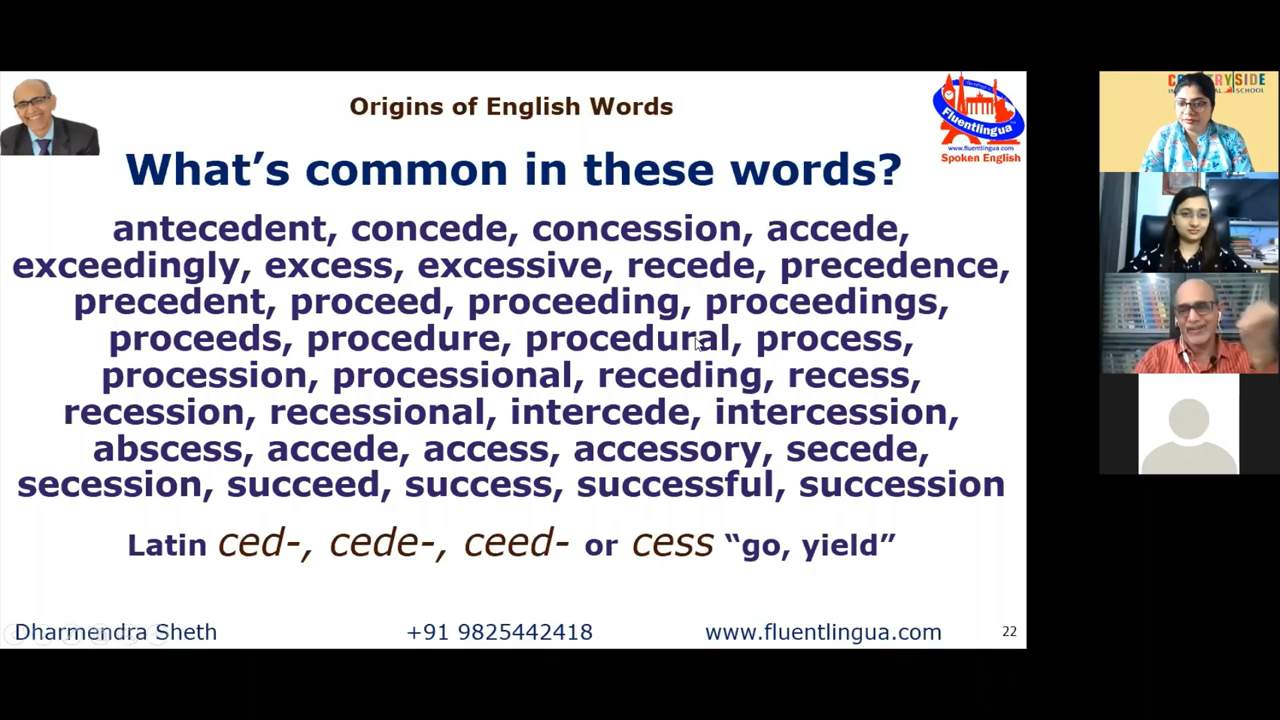 Origins of English Words
Fluentlingua
www.fluentlingua.com
Spoken English
What's common in these words?
antecedent, concede, concession, accede,
exceedingly, excess, excessive, recede, precedence,
precedent, proceed, proceeding, proceedings,
proceeds, procedure, procedural, process,
procession, processional, receding, recess,
recession, recessional, intercede, intercession,
abscess, accede, access, accessory, secede,
secession, succeed, success, successful, succession
Latin ced-, cede-, ceed- or cess “go, yield”
Dharmendra Sheth +91 9825442418 www.fluentlingua.com 22
SCHOOL